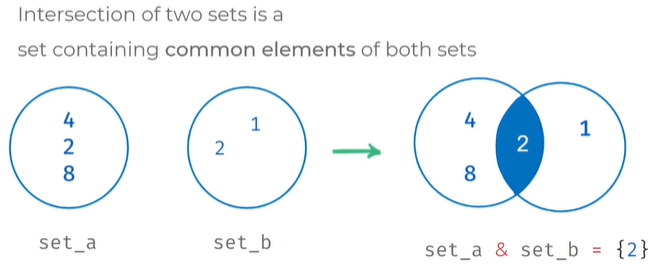 Intersection of two sets is a
set containing common elements of both sets
4
2
8
1
2
4
8
2
1
set_a
set_b
set_a & set_b = {2}